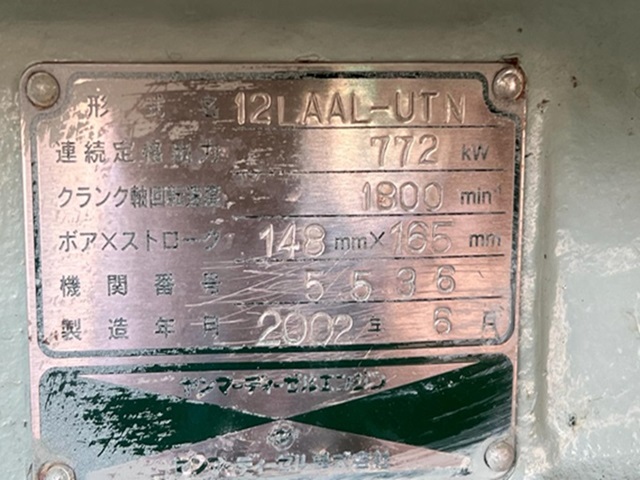 形式名 12LAAL-UTN
連続定格出力 772 kW
クランク軸回転速度 1800 min⁻¹
ボア×ストローク 148 mm × 165 mm
機関番号 5536
製造年月 2002年 6月
ヤンマーディーゼルエンジン
ヤンマーディーゼル株式会社